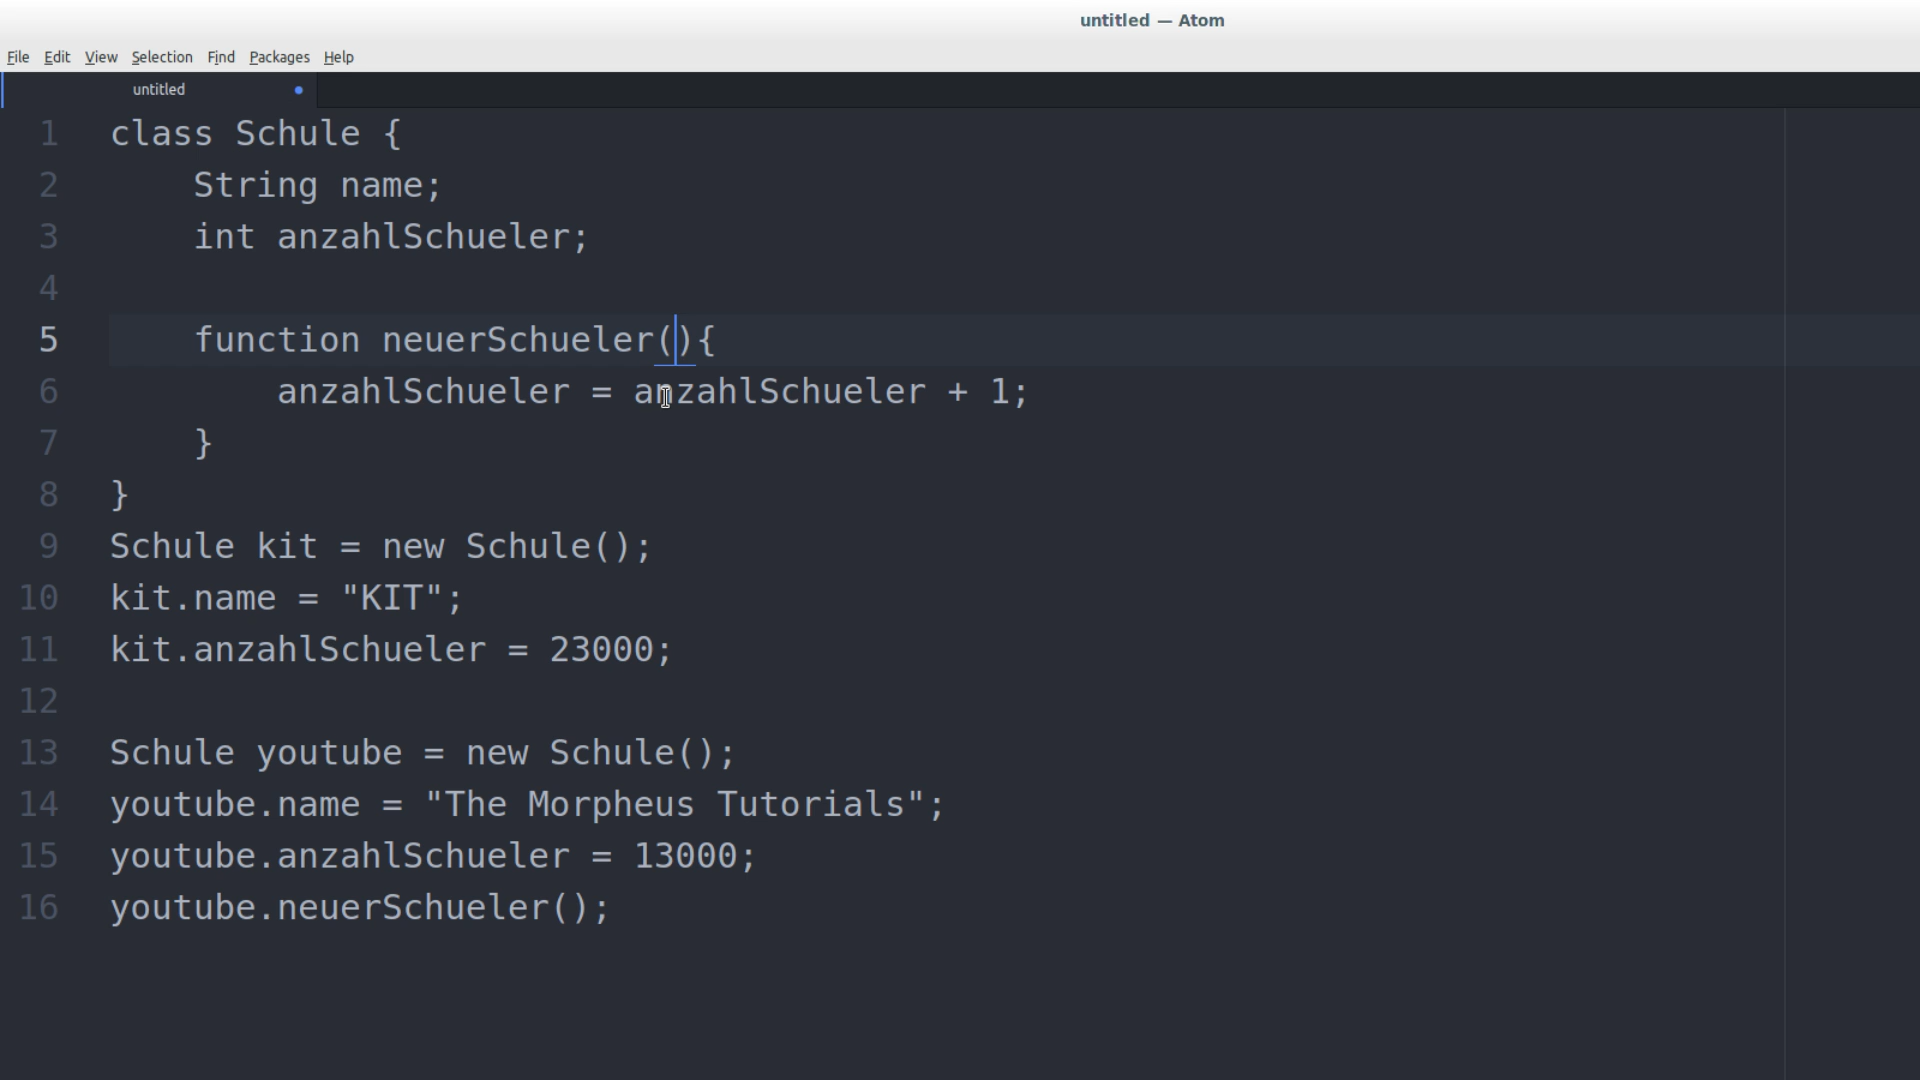 untitled — Atom
File Edit View Selection Find Packages Help
untitled
1 class Schule {
2     String name;
3     int anzahlSchueler;
4
5     function neuerSchueler(){
6         anzahlSchueler = anzahlSchueler + 1;
7     }
8 }
9 Schule kit = new Schule();
10 kit.name = "KIT";
11 kit.anzahlSchueler = 23000;
12
13 Schule youtube = new Schule();
14 youtube.name = "The Morpheus Tutorials";
15 youtube.anzahlSchueler = 13000;
16 youtube.neuerSchueler();